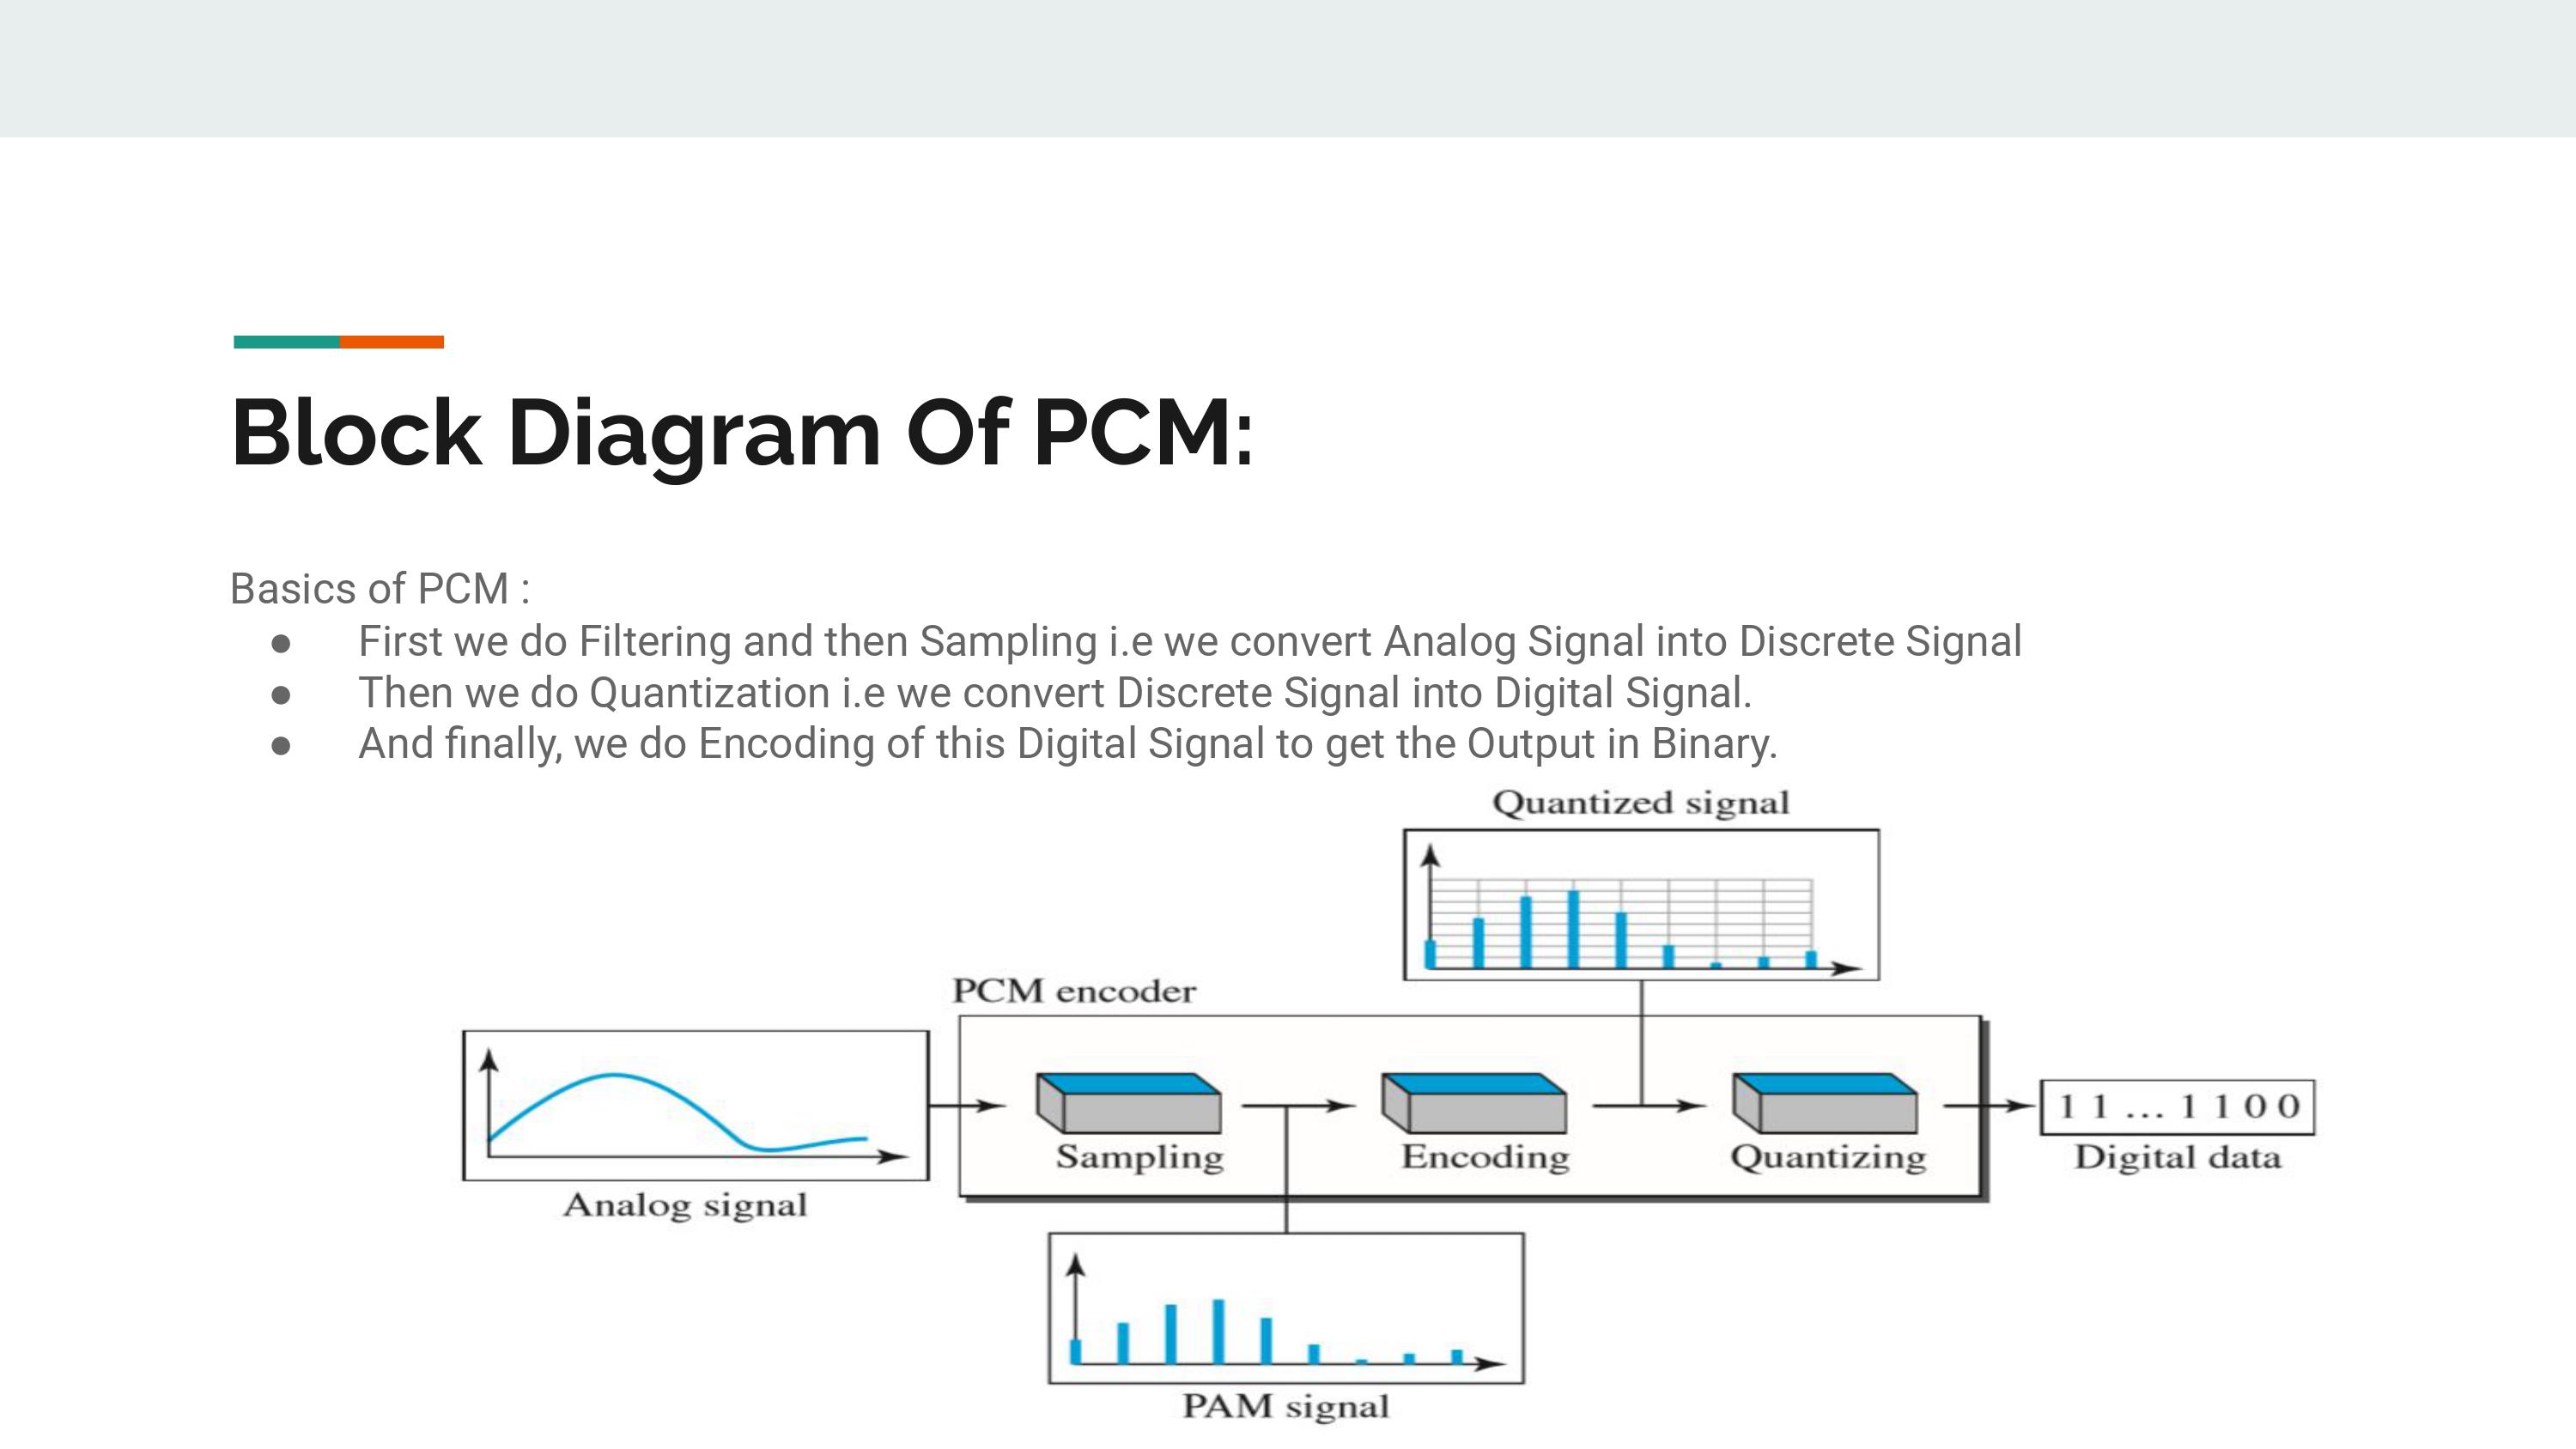 Block Diagram Of PCM:
Basics of PCM :
● First we do Filtering and then Sampling i.e we convert Analog Signal into Discrete Signal
● Then we do Quantization i.e we convert Discrete Signal into Digital Signal.
● And finally, we do Encoding of this Digital Signal to get the Output in Binary.
Quantized signal
PCM encoder
Sampling
Encoding
Quantizing
1 1 ... 1 1 0 0
Digital data
Analog signal
PAM signal